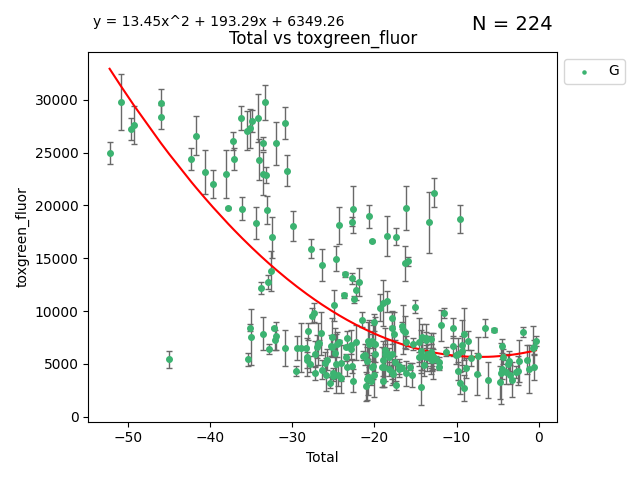 y = 13.45x^2 + 193.29x + 6349.26
N = 224
Total vs toxgreen_fluor
G
30000
25000
20000
15000
10000
5000
0
toxgreen_fluor
−50
−40
−30
−20
−10
0
Total